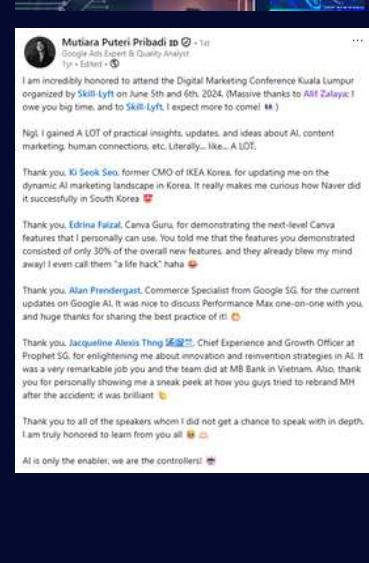 Mutiara Puteri Pribadi • 1st
Google Ads Expert & Quality Analyst
1yr • Edited •
I am incredibly honored to attend the Digital Marketing Conference Kuala Lumpur
organized by Skill-Lyft on June 5th and 6th, 2024. (Massive thanks to Alif Zalaya; I
owe you big time, and to Skill-Lyft, I expect more to come! )
Ngl, I gained A LOT of practical insights, updates, and ideas about AI, content
marketing, human connections, etc. Literally... like... A LOT.
Thank you, Ki Seok Seo, former CMO of IKEA Korea, for updating me on the
dynamic AI marketing landscape in Korea. It really makes me curious how Naver did
it successfully in South Korea
Thank you, Edrina Faizal, Canva Guru, for demonstrating the next-level Canva
features that I personally can use. You told me that the features you demonstrated
consisted of only 30% of the overall new features, and they already blew my mind
away! I even call them "a life hack" haha
Thank you, Alan Prendergast, Commerce Specialist from Google SG, for the current
updates on Google AI. It was nice to discuss Performance Max one-on-one with you,
and huge thanks for sharing the best practice of it!
Thank you, Jacqueline Alexis Thng, Chief Experience and Growth Officer at
Prophet SG, for enlightening me about innovation and reinvention strategies in AI. It
was a very remarkable job you and the team did at MB Bank in Vietnam. Also, thank
you for personally showing me a sneak peek at how you guys tried to rebrand MH
after the accident; it was brilliant
Thank you to all of the speakers whom I did not get a chance to speak with in depth.
I am truly honored to learn from you all
AI is only the enabler, we are the controllers!